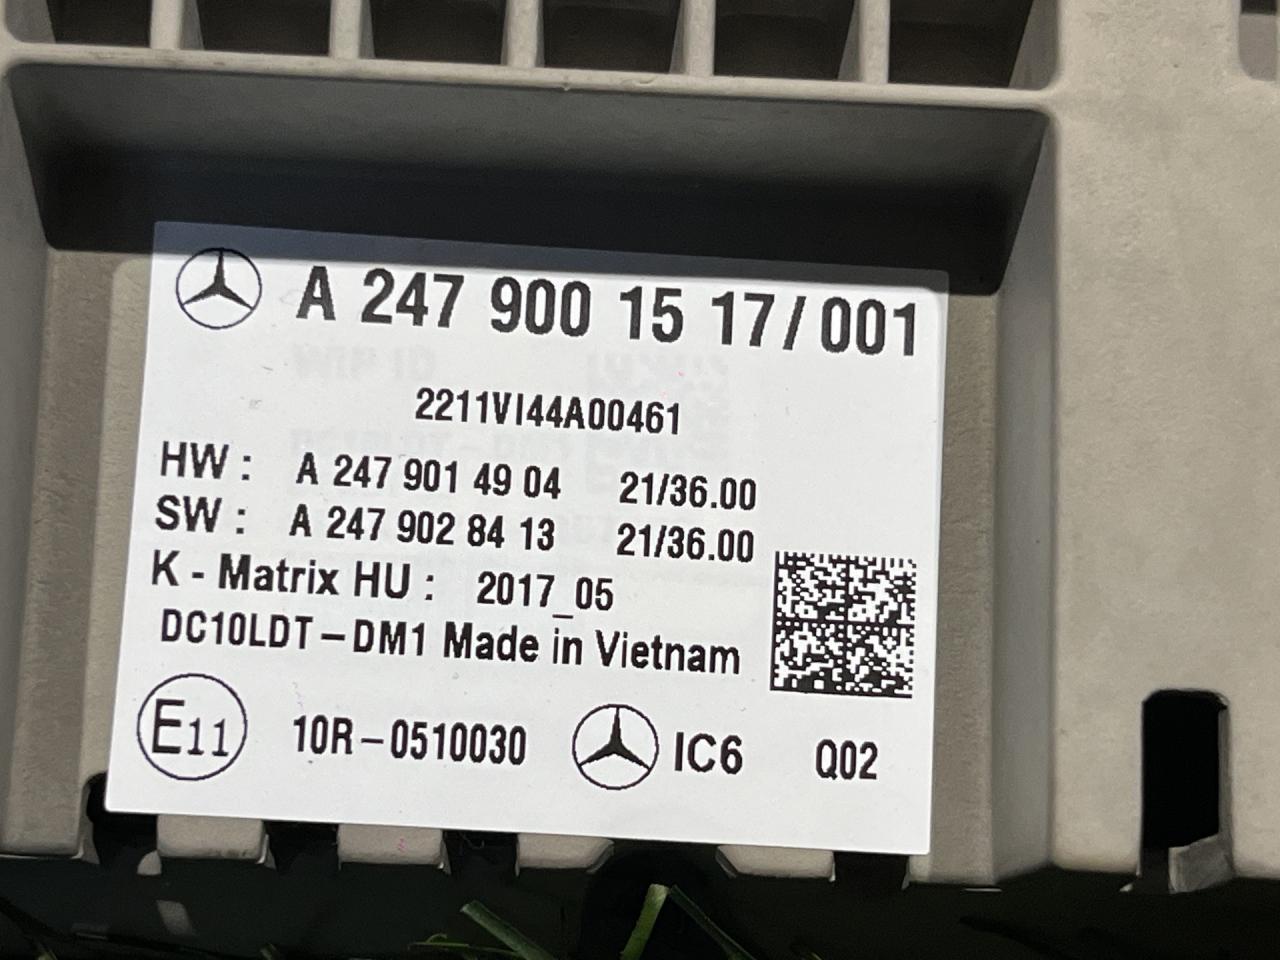 A 247 900 15 17/001
2211VI44A00461
HW : A 247 901 49 04 21/36.00
SW : A 247 902 84 13 21/36.00
K - Matrix HU : 2017_05
DC10LDT-DM1 Made in Vietnam
E11 10R-0510030 IC6 Q02